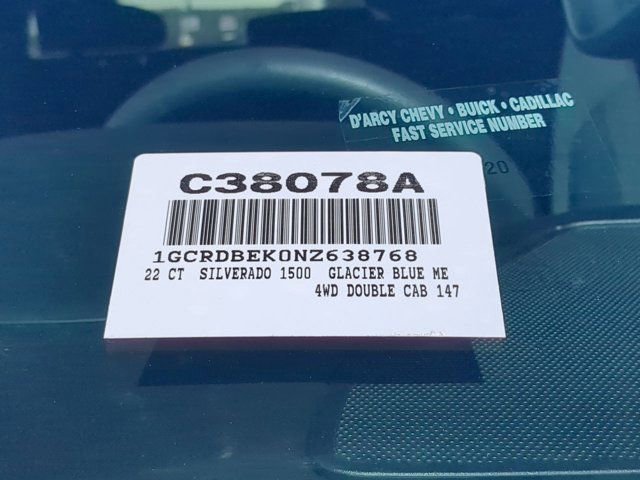 D'ARCY CHEVY • BUICK • CADILLAC
FAST SERVICE NUMBER
20
C38078A
1GCRDBEK0NZ638768
22 CT SILVERADO 1500 GLACIER BLUE ME
4WD DOUBLE CAB 147